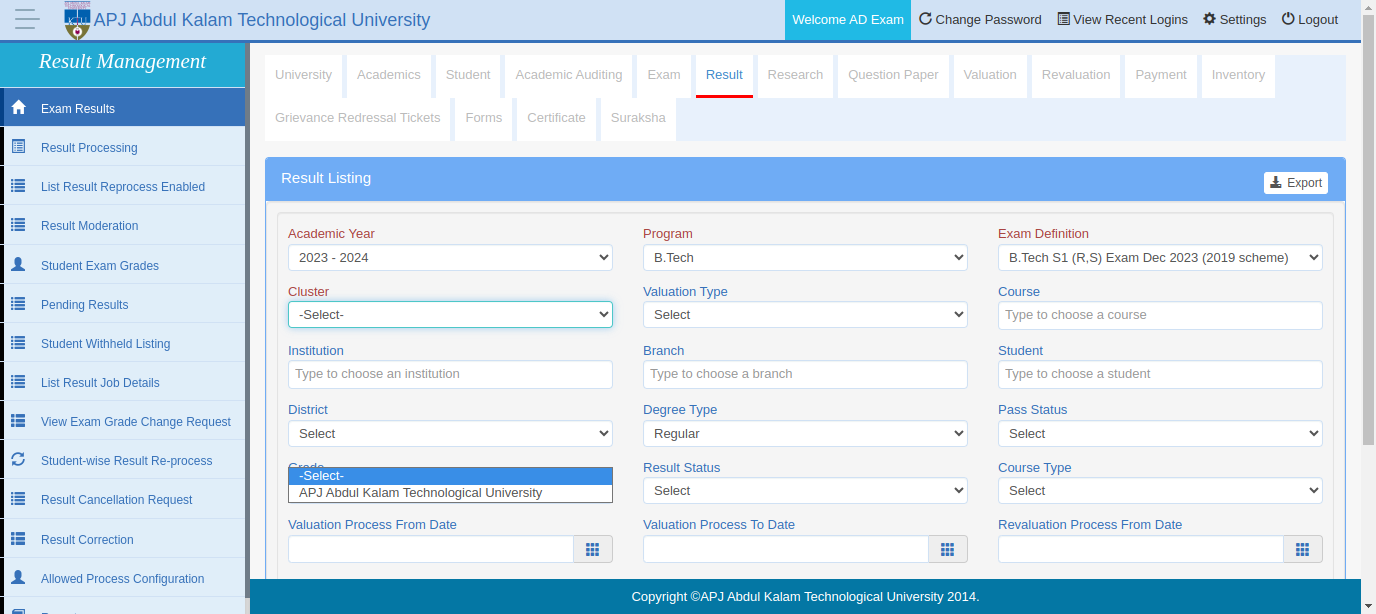 APJ Abdul Kalam Technological University
Welcome AD Exam
Change Password
View Recent Logins
Settings
Logout
Result Management
Exam Results
Result Processing
List Result Reprocess Enabled
Result Moderation
Student Exam Grades
Pending Results
Student Withheld Listing
List Result Job Details
View Exam Grade Change Request
Student-wise Result Re-process
Result Cancellation Request
Result Correction
Allowed Process Configuration
University
Academics
Student
Academic Auditing
Exam
Result
Research
Question Paper
Valuation
Revaluation
Payment
Inventory
Grievance Redressal Tickets
Forms
Certificate
Suraksha
Result Listing
Export
Academic Year
Program
Exam Definition
2023 - 2024
B.Tech
B.Tech S1 (R,S) Exam Dec 2023 (2019 scheme)
Cluster
Valuation Type
Course
-Select-
Select
Type to choose a course
Institution
Branch
Student
Type to choose an institution
Type to choose a branch
Type to choose a student
District
Degree Type
Pass Status
Select
Regular
Select
Result Status
Course Type
-Select-
APJ Abdul Kalam Technological University
Select
Select
Valuation Process From Date
Valuation Process To Date
Revaluation Process From Date
Copyright ©APJ Abdul Kalam Technological University 2014.